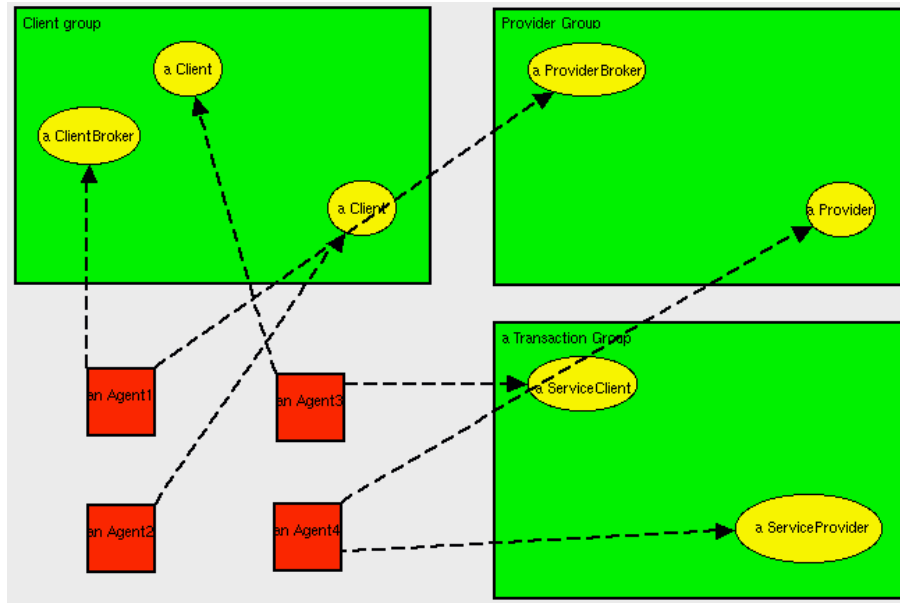 Client group
a Client
a ClientBroker
a Client
Provider Group
a ProviderBroker
a Provider
an Agent1
an Agent3
an Agent2
an Agent4
a Transaction Group
a ServiceClient
a ServiceProvider